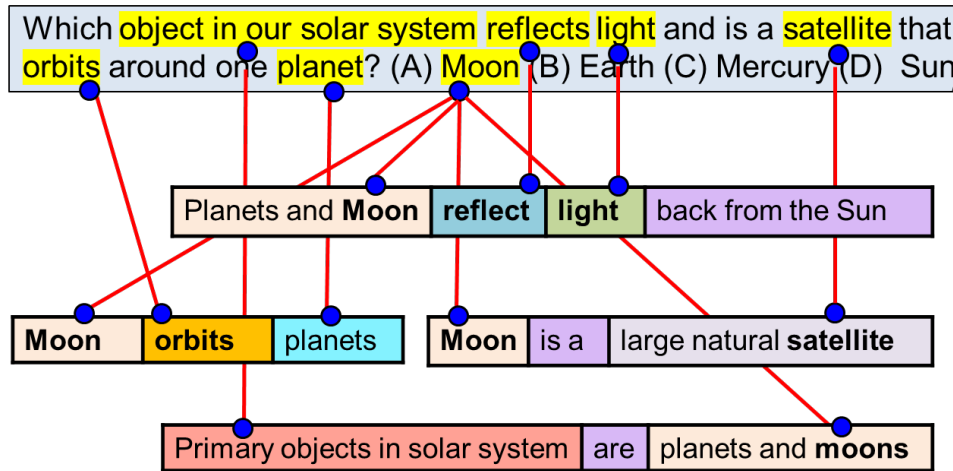 Which object in our solar system reflects light and is a satellite that
orbits around one planet? (A) Moon (B) Earth (C) Mercury (D) Sun
Planets and Moon reflect light back from the Sun
Moon orbits planets
Moon is a large natural satellite
Primary objects in solar system are planets and moons